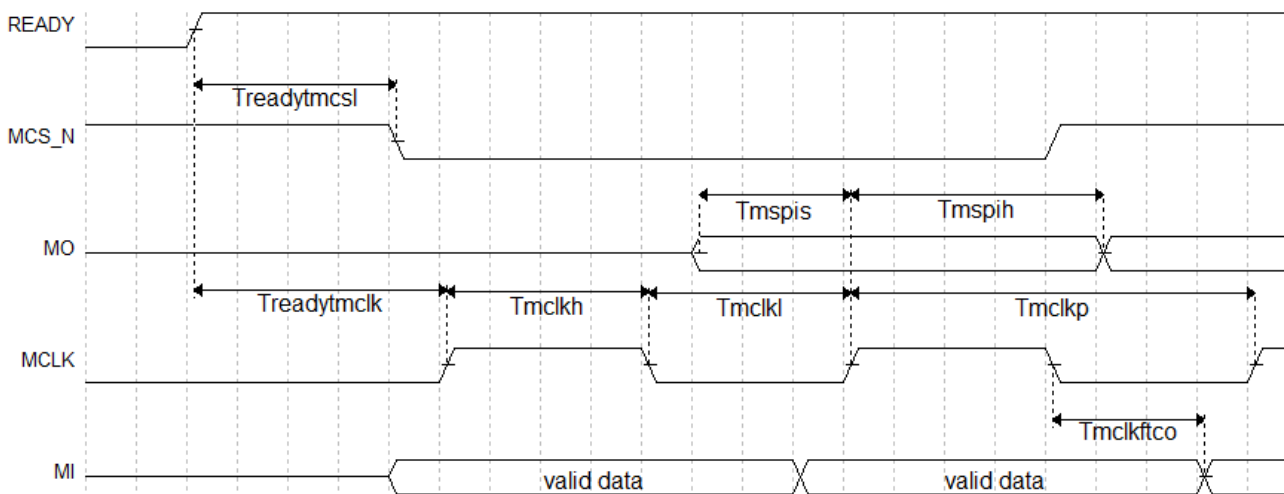 READY
Treadytmcsl
MCS_N
Tmspis Tmspih
MO
Treadytmclk Tmclkh Tmclkl Tmclkp
MCLK
Tmclkftco
MI valid data valid data